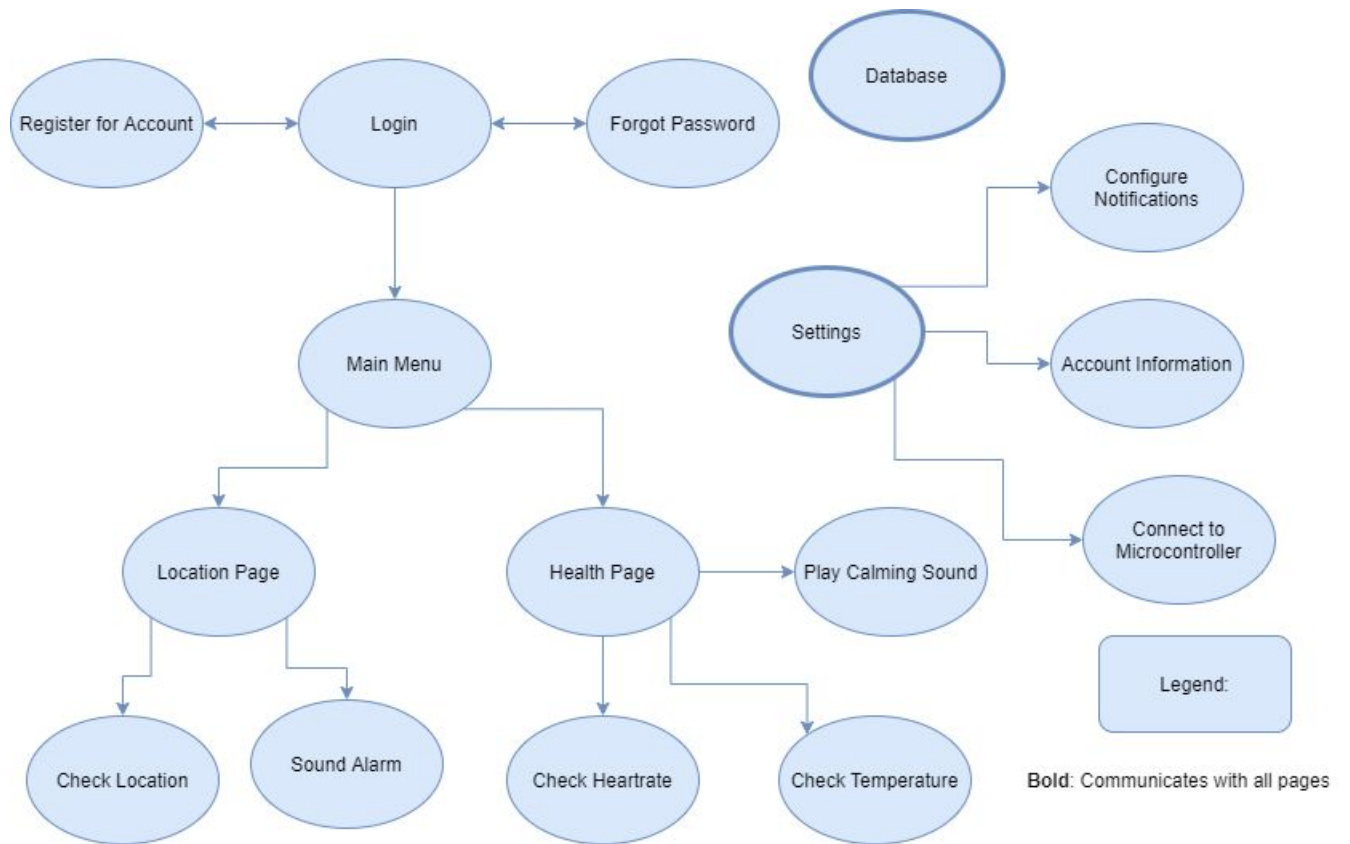 Database
Register for Account
Login
Forgot Password
Configure
Notifications
Settings
Account Information
Main Menu
Connect to
Microcontroller
Location Page
Health Page
Play Calming Sound
Legend:
Check Location
Sound Alarm
Check Heartrate
Check Temperature
Bold: Communicates with all pages